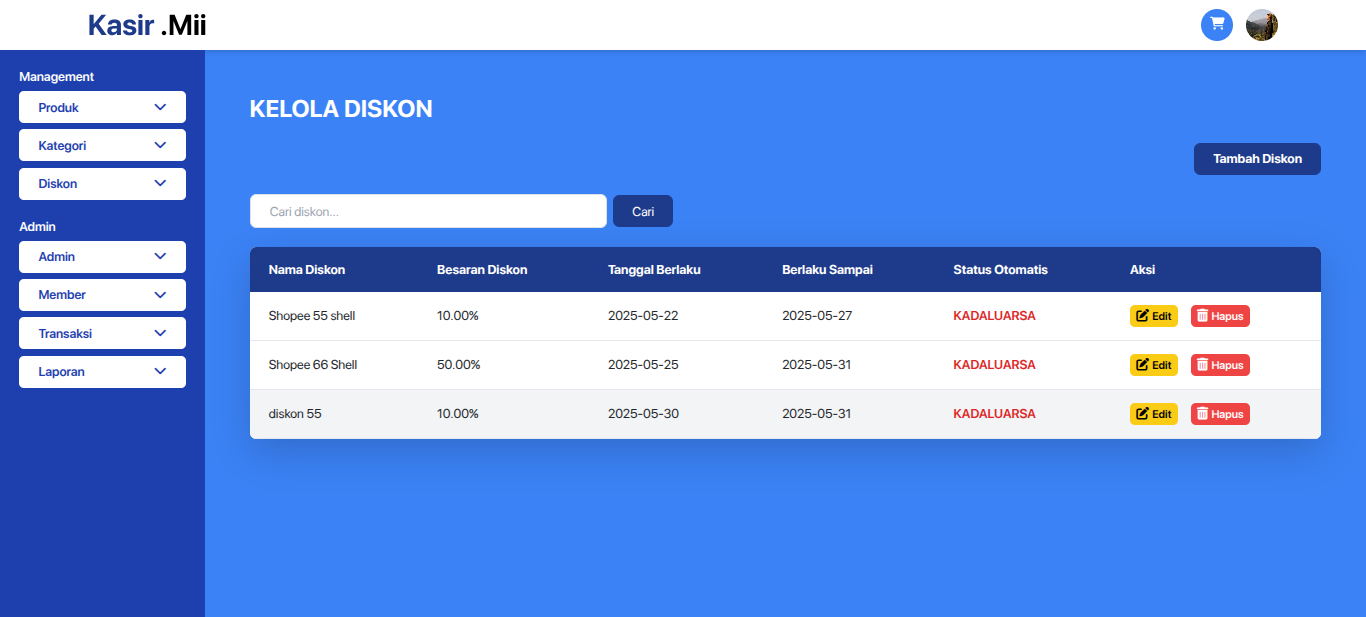 Kasir .Mii
Management
Produk
Kategori
Diskon
Admin
Admin
Member
Transaksi
Laporan
KELOLA DISKON
Tambah Diskon
Cari diskon... Cari
Nama Diskon Besaran Diskon Tanggal Berlaku Berlaku Sampai Status Otomatis Aksi
Shopee 55 shell 10.00% 2025-05-22 2025-05-27 KADALUARSA Edit Hapus
Shopee 66 Shell 50.00% 2025-05-25 2025-05-31 KADALUARSA Edit Hapus
diskon 55 10.00% 2025-05-30 2025-05-31 KADALUARSA Edit Hapus